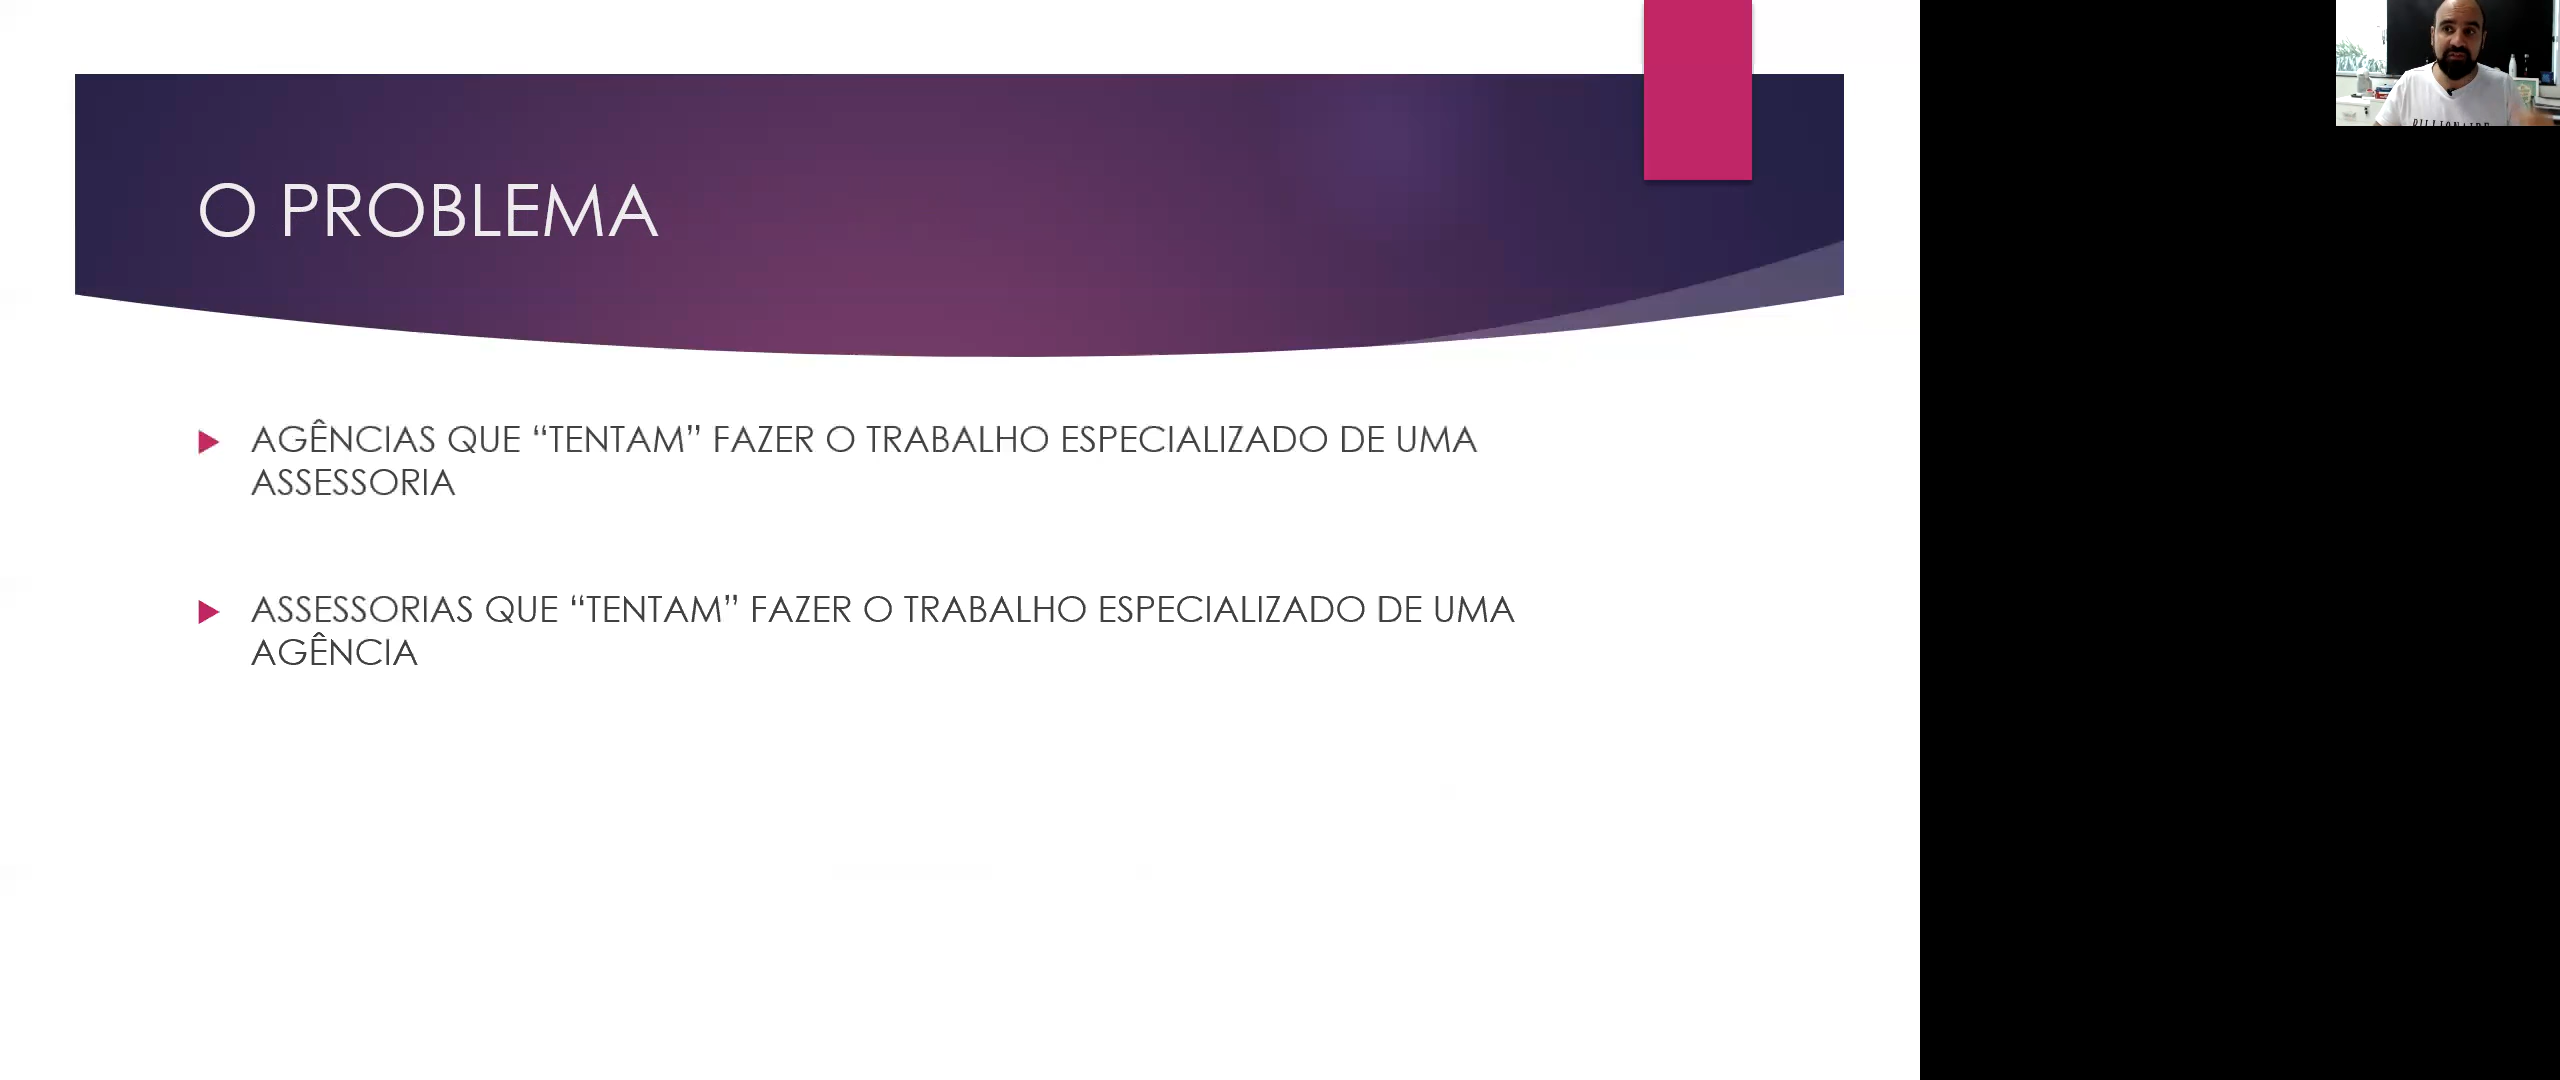 O PROBLEMA
AGÊNCIAS QUE “TENTAM” FAZER O TRABALHO ESPECIALIZADO DE UMA
ASSESSORIA
ASSESSORIAS QUE “TENTAM” FAZER O TRABALHO ESPECIALIZADO DE UMA
AGÊNCIA